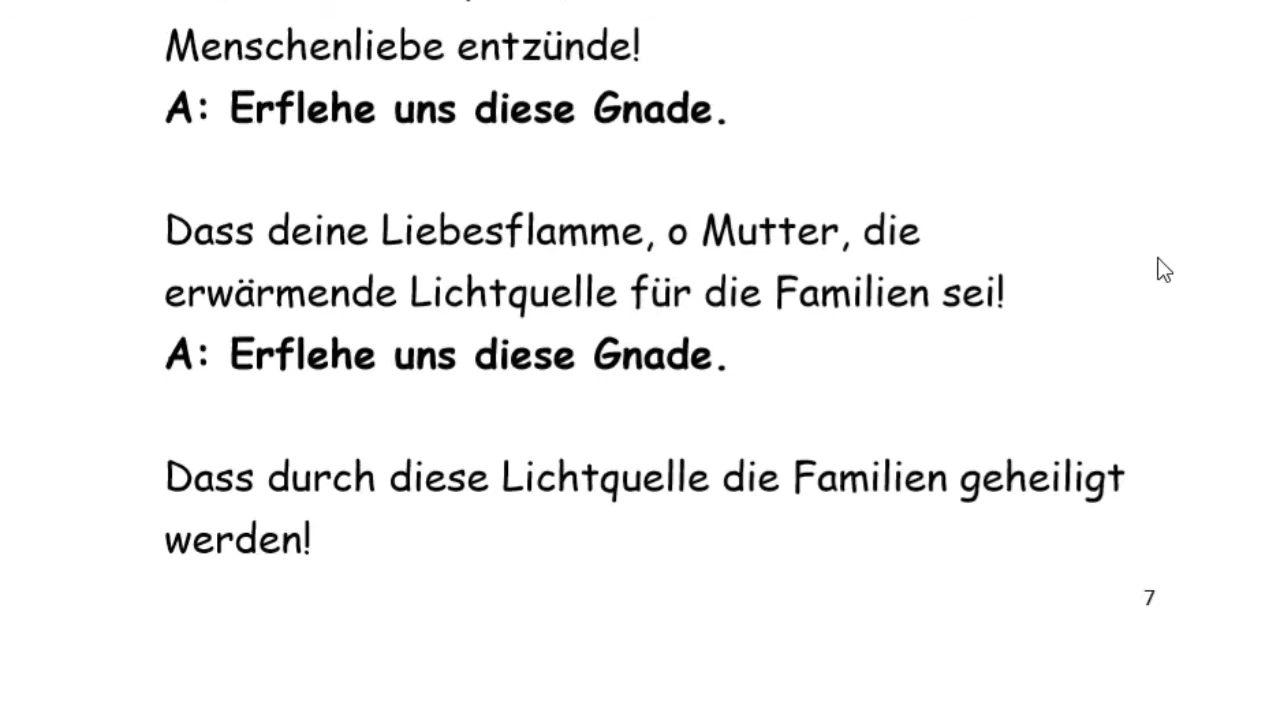 Menschenliebe entzünde!
A: Erflehe uns diese Gnade.
Dass deine Liebesflamme, o Mutter, die
erwärmende Lichtquelle für die Familien sei!
A: Erflehe uns diese Gnade.
Dass durch diese Lichtquelle die Familien geheiligt
werden!
7